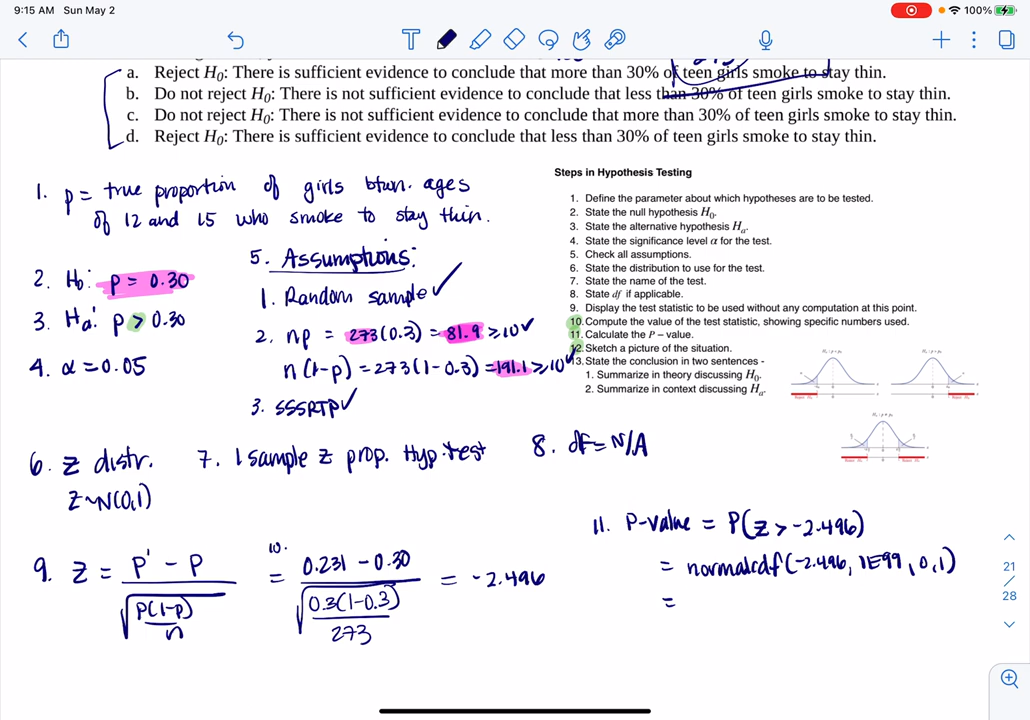 9:15 AM Sun May 2
100%
a. Reject H₀: There is sufficient evidence to conclude that more than 30% of teen girls smoke to stay thin.
b. Do not reject H₀: There is not sufficient evidence to conclude that less than 30% of teen girls smoke to stay thin.
c. Do not reject H₀: There is not sufficient evidence to conclude that more than 30% of teen girls smoke to stay thin.
d. Reject H₀: There is sufficient evidence to conclude that less than 30% of teen girls smoke to stay thin.
1. p = true proportion of girls btwn. ages
of 12 and 15 who smoke to stay thin.
2. H₀: p = 0.30
3. Ha: p > 0.30
4. α = 0.05
5. Assumptions:
1. Random sample ✓
2. np = 273(0.3) = 81.9 ≥ 10 ✓
n(1-p) = 273(1-0.3) = 191.1 ≥ 10 ✓
3. SSSRTP ✓
Steps in Hypothesis Testing
1. Define the parameter about which hypotheses are to be tested.
2. State the null hypothesis H₀.
3. State the alternative hypothesis Hₐ.
4. State the significance level α for the test.
5. Check all assumptions.
6. State the distribution to use for the test.
7. State the name of the test.
8. State df if applicable.
9. Display the test statistic to be used without any computation at this point.
10. Compute the value of the test statistic, showing specific numbers used.
11. Calculate the P – value.
12. Sketch a picture of the situation.
13. State the conclusion in two sentences -
1. Summarize in theory discussing H₀.
2. Summarize in context discussing Hₐ.
6. Z distr.
Z~N(0,1)
7. 1 sample z prop. Hyp. test
8. df = N/A
9. Z = P' - P / √(P(1-P)/n)
10. = 0.231 - 0.30 / √(0.3(1-0.3)/273) = -2.496
11. P-value = P(Z > -2.496)
= normalcdf(-2.496, 1E99, 0, 1)
=
21
28